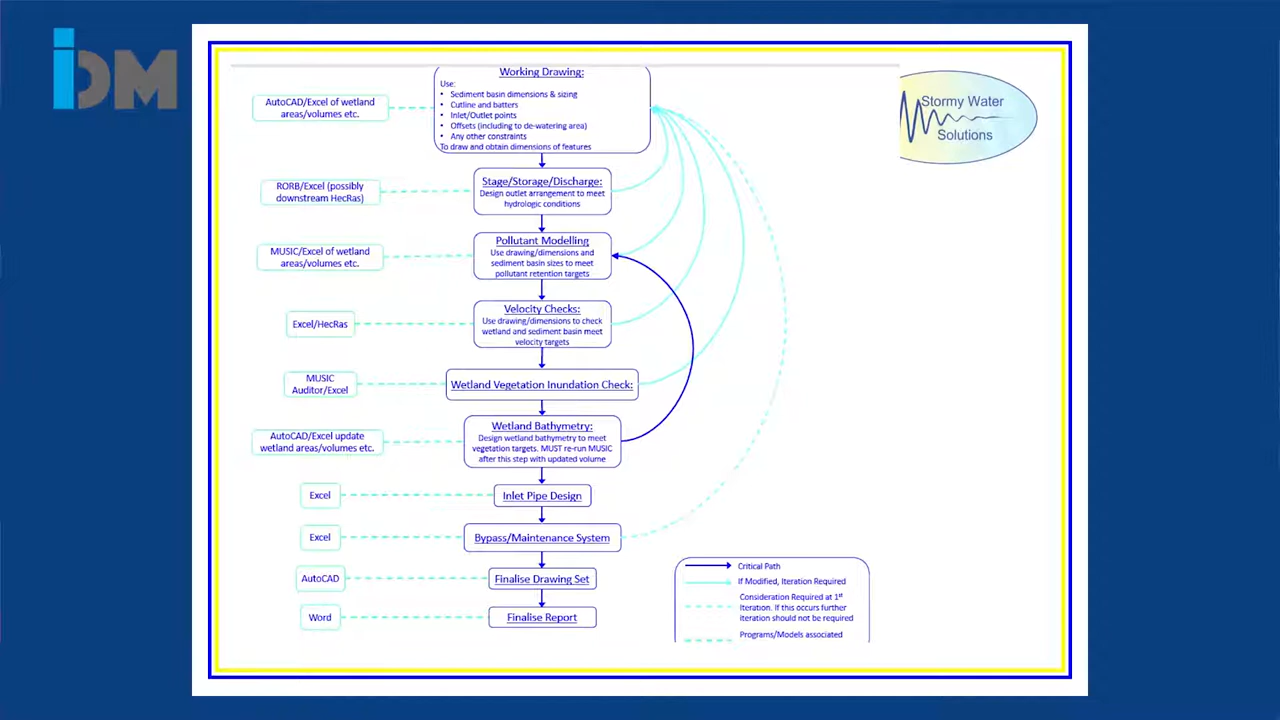 iDM
Working Drawing:
Use:
• Sediment basin dimensions & sizing
• Cutline and batters
• Inlet/Outlet points
• Offsets (including to de-watering area)
• Any other constraints
To draw and obtain dimensions of features
AutoCAD/Excel of wetland
areas/volumes etc.
Stormy Water
Solutions
Stage/Storage/Discharge:
Design outlet arrangement to meet
hydrologic conditions
RORB/Excel (possibly
downstream HecRas)
Pollutant Modelling
Use drawing/dimensions and
sediment basin sizes to meet
pollutant retention targets
MUSIC/Excel of wetland
areas/volumes etc.
Velocity Checks:
Use drawing/dimensions to check
wetland and sediment basin meet
velocity targets
Excel/HecRas
Wetland Vegetation Inundation Check:
MUSIC
Auditor/Excel
Wetland Bathymetry:
Design wetland bathymetry to meet
vegetation targets. MUST re-run MUSIC
after this step with updated volume
AutoCAD/Excel update
wetland areas/volumes etc.
Inlet Pipe Design
Excel
Bypass/Maintenance System
Excel
Finalise Drawing Set
AutoCAD
Finalise Report
Word
Critical Path
If Modified, Iteration Required
Consideration Required at 1st
Iteration. If this occurs further
iteration should not be required
Programs/Models associated